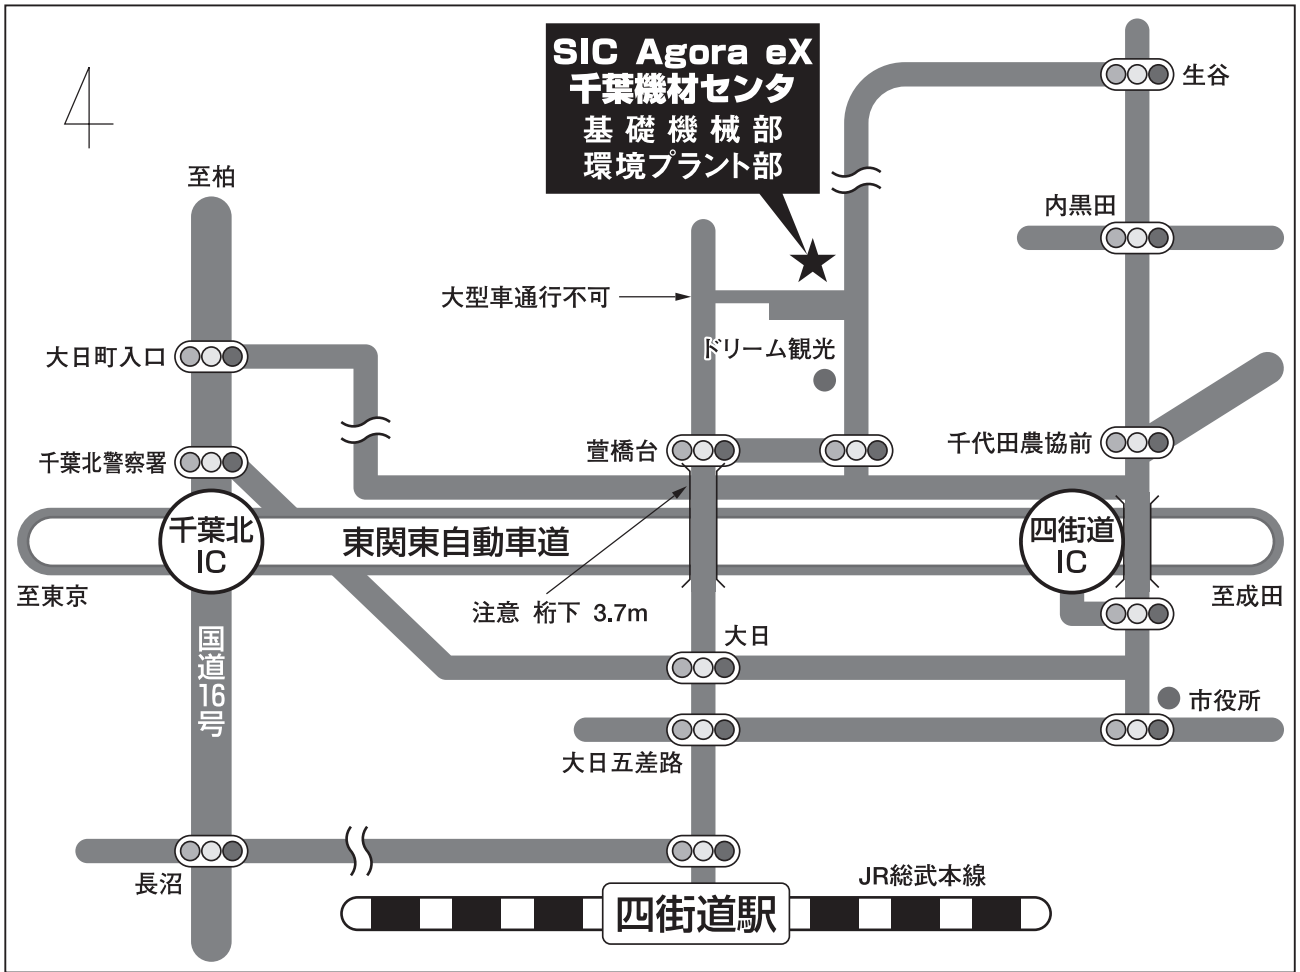 SIC Agora eX
千葉機材センタ
基礎機械部
環境プラント部
生谷
至柏
内黒田
大型車通行不可
大日町入口
ドリーム観光
千葉北警察署
萱橋台
千代田農協前
千葉北
IC
東関東自動車道
四街道
IC
至東京
至成田
注意 桁下 3.7m
国道16号
大日
市役所
大日五差路
長沼
JR総武本線
四街道駅